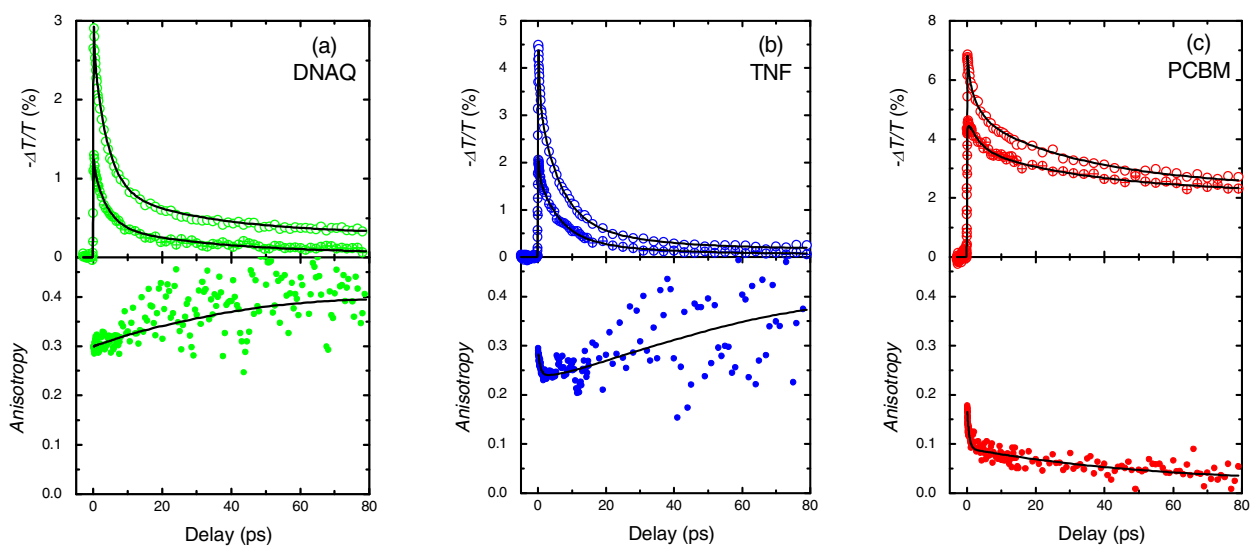 (a)
DNAQ
-ΔT/T (%)
3
2
1
0
Anisotropy
0.4
0.3
0.2
0.1
0.0
0 20 40 60 80
Delay (ps)
(b)
TNF
-ΔT/T (%)
5
4
3
2
1
0
Anisotropy
0.4
0.3
0.2
0.1
0.0
0 20 40 60 80
Delay (ps)
(c)
PCBM
-ΔT/T (%)
8
6
4
2
0
Anisotropy
0.4
0.3
0.2
0.1
0.0
0 20 40 60 80
Delay (ps)